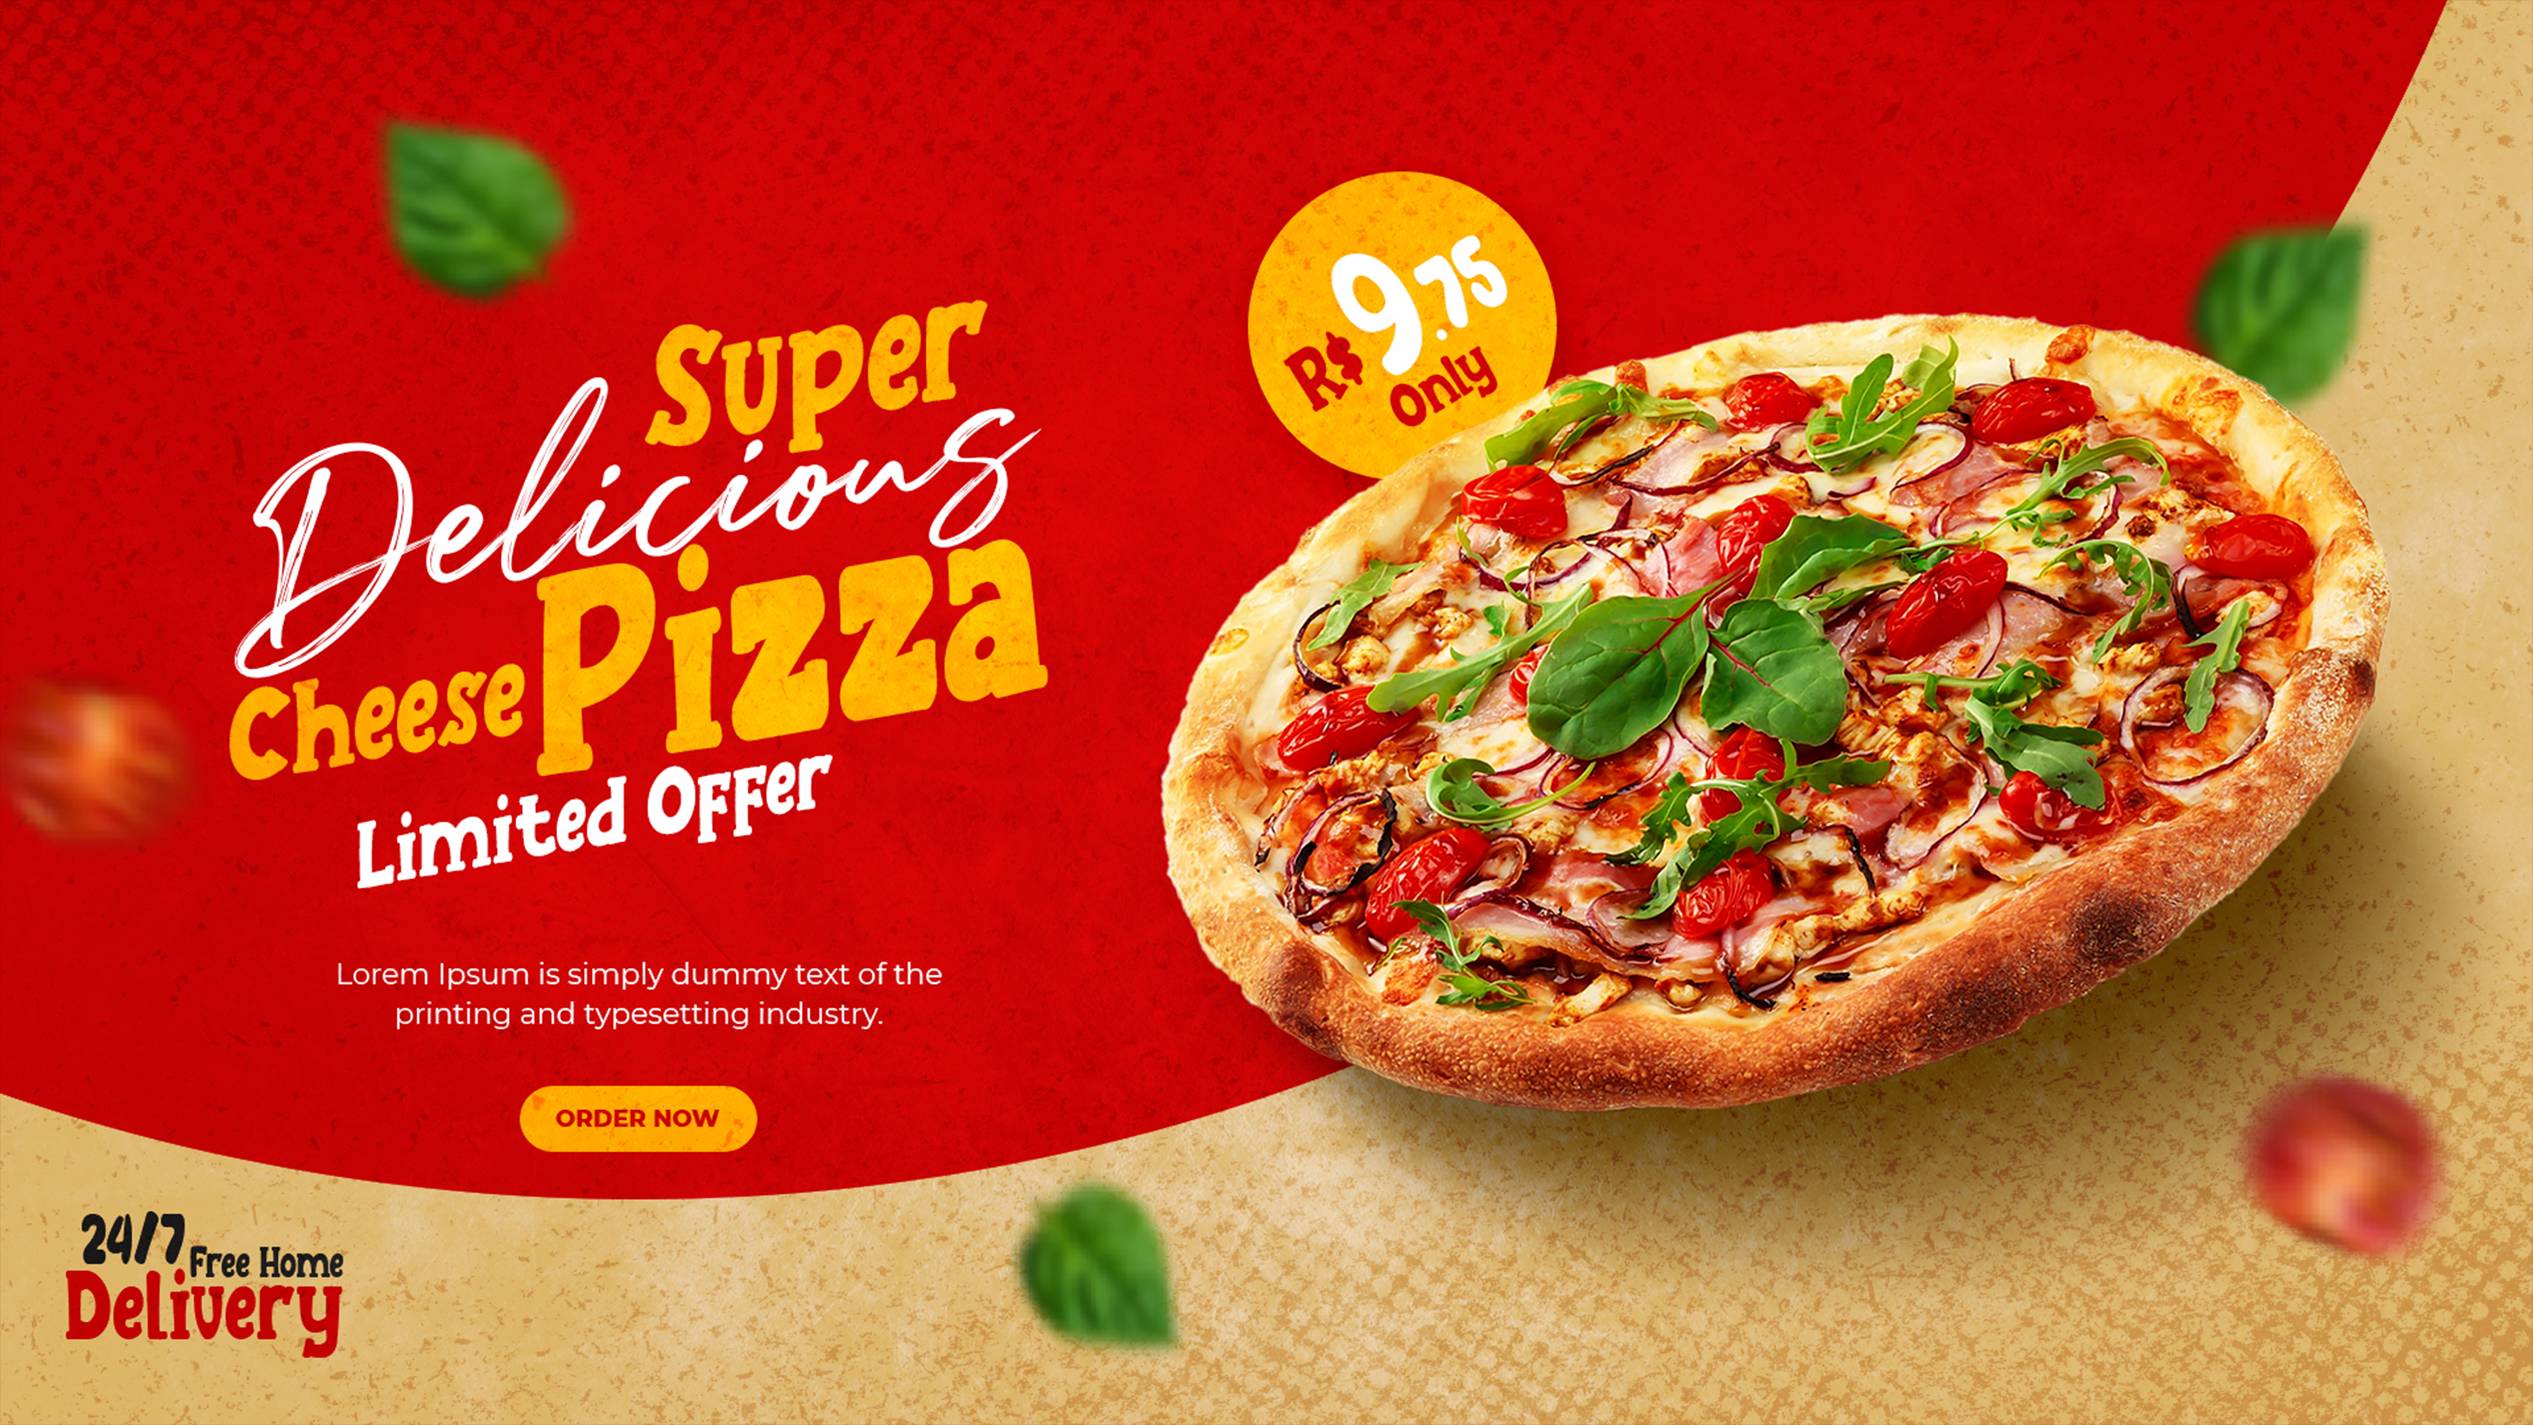 Super
Delicious
Cheese Pizza
Limited Offer
R$ 9.75
Only
Lorem Ipsum is simply dummy text of the
printing and typesetting industry.
ORDER NOW
24/7 Free Home
Delivery